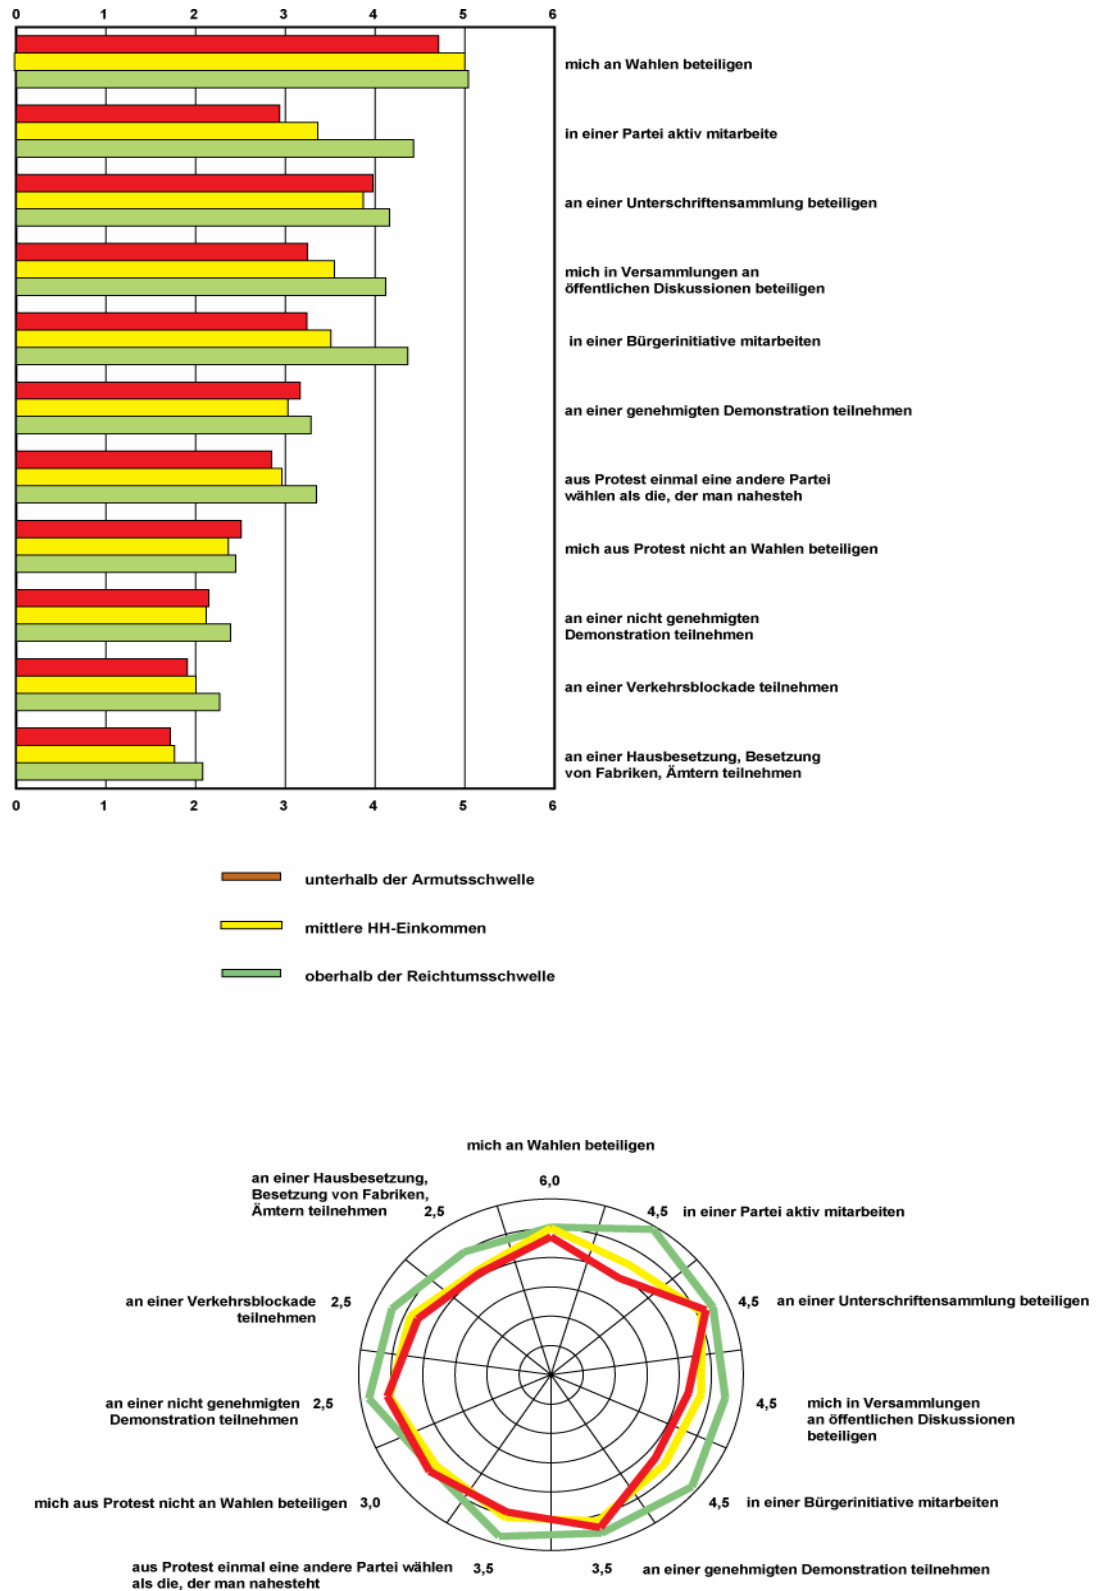 0 1 2 3 4 5 6
mich an Wahlen beteiligen
in einer Partei aktiv mitarbeite
an einer Unterschriftensammlung beteiligen
mich in Versammlungen an
öffentlichen Diskussionen beteiligen
in einer Bürgerinitiative mitarbeiten
an einer genehmigten Demonstration teilnehmen
aus Protest einmal eine andere Partei
wählen als die, der man nahesteh
mich aus Protest nicht an Wahlen beteiligen
an einer nicht genehmigten
Demonstration teilnehmen
an einer Verkehrsblockade teilnehmen
an einer Hausbesetzung, Besetzung
von Fabriken, Ämtern teilnehmen
0 1 2 3 4 5 6
unterhalb der Armutsschwelle
mittlere HH-Einkommen
oberhalb der Reichtumsschwelle
mich an Wahlen beteiligen
6,0
an einer Hausbesetzung,
Besetzung von Fabriken,
Ämtern teilnehmen 2,5
4,5 in einer Partei aktiv mitarbeiten
an einer Verkehrsblockade 2,5
teilnehmen
4,5 an einer Unterschriftensammlung beteiligen
an einer nicht genehmigten 2,5
Demonstration teilnehmen
4,5 mich in Versammlungen
an öffentlichen Diskussionen
beteiligen
mich aus Protest nicht an Wahlen beteiligen 3,0
4,5 in einer Bürgerinitiative mitarbeiten
aus Protest einmal eine andere Partei wählen 3,5
als die, der man nahesteht
3,5 an einer genehmigten Demonstration teilnehmen